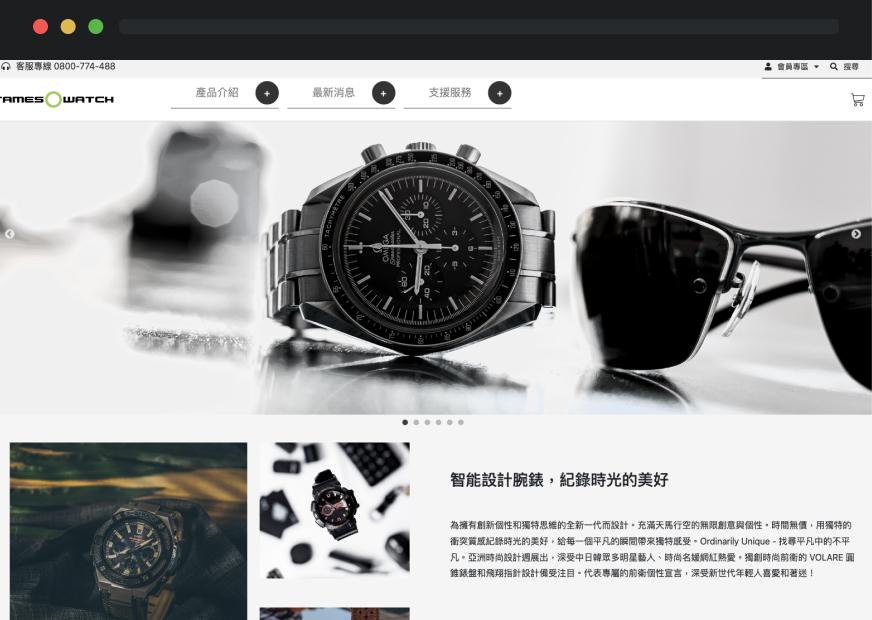 客服專線 0800-774-488
會員專區
搜尋
TAMES WATCH
產品介紹
最新消息
支援服務
TACHYMÈTRE
OMEGA
Speedmaster
PROFESSIONAL
智能設計腕錶，紀錄時光的美好
為擁有創新個性和獨特思維的全新一代而設計。充滿天馬行空的無限創意與個性。時間無價，用獨特的
衝突質感紀錄時光的美好，給每一個平凡的瞬間帶來獨特感受。Ordinarily Unique - 找尋平凡中的不平
凡。亞洲時尚設計週展出，深受中日韓眾多明星藝人、時尚名媛網紅熱愛。獨創時尚前衛的 VOLARE 圓
錐錶盤和飛翔指針設計備受注目。代表專屬的前衛個性宣言，深受新世代年輕人喜愛和著迷！